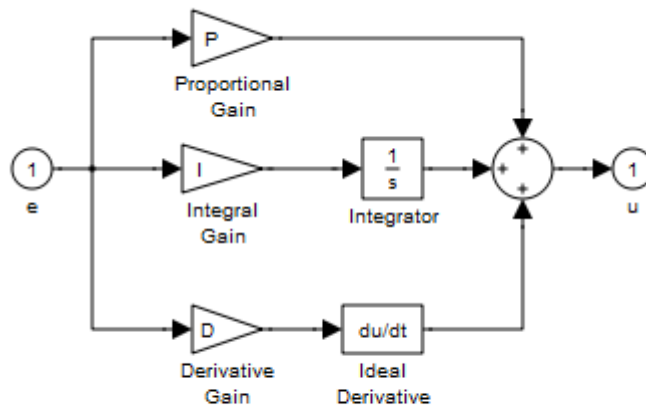 P
Proportional
Gain
1
e
I
Integral
Gain
1
s
Integrator
+
+
+
1
u
D
Derivative
Gain
du/dt
Ideal
Derivative